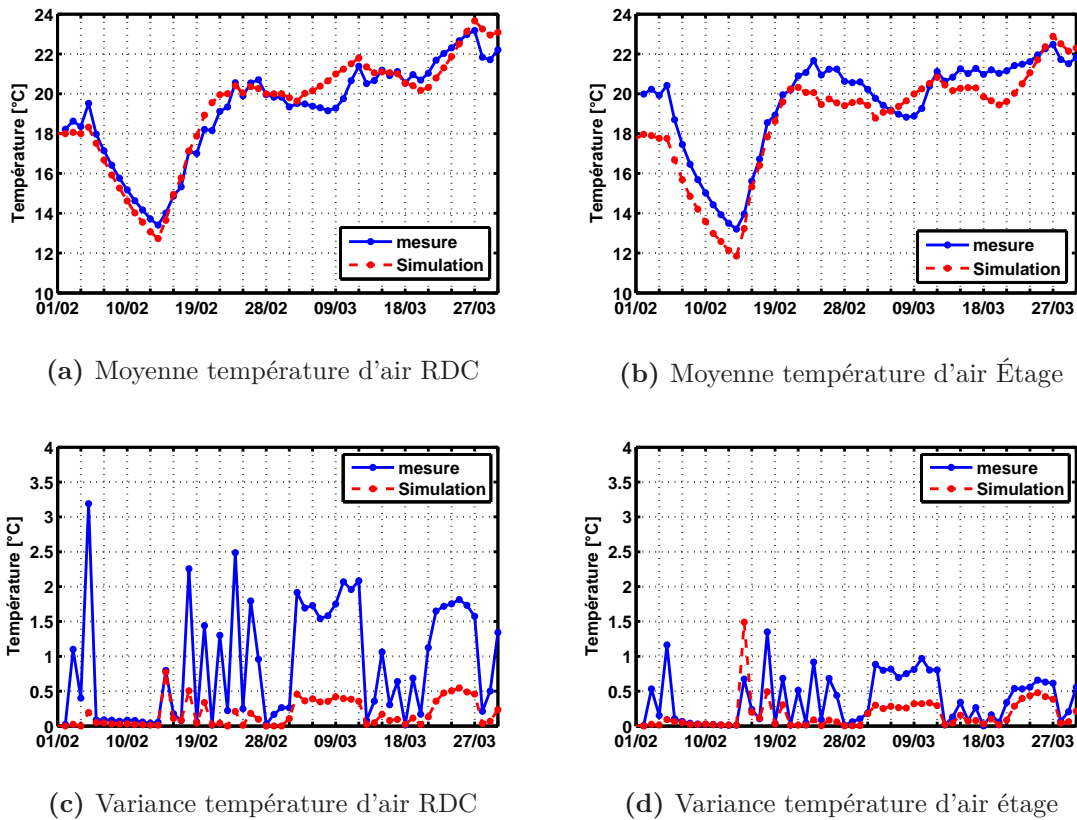 24
22
20
18
16
14
12
10
Température [°C]
mesure
Simulation
01/02 10/02 19/02 28/02 09/03 18/03 27/03
(a) Moyenne température d'air RDC
24
22
20
18
16
14
12
10
Température [°C]
mesure
Simulation
01/02 10/02 19/02 28/02 09/03 18/03 27/03
(b) Moyenne température d'air Étage
4
3.5
3
2.5
2
1.5
1
0.5
0
Température [°C]
mesure
Simulation
01/02 10/02 19/02 28/02 09/03 18/03 27/03
(c) Variance température d'air RDC
4
3.5
3
2.5
2
1.5
1
0.5
0
Température [°C]
mesure
Simulation
01/02 10/02 19/02 28/02 09/03 18/03 27/03
(d) Variance température d'air étage